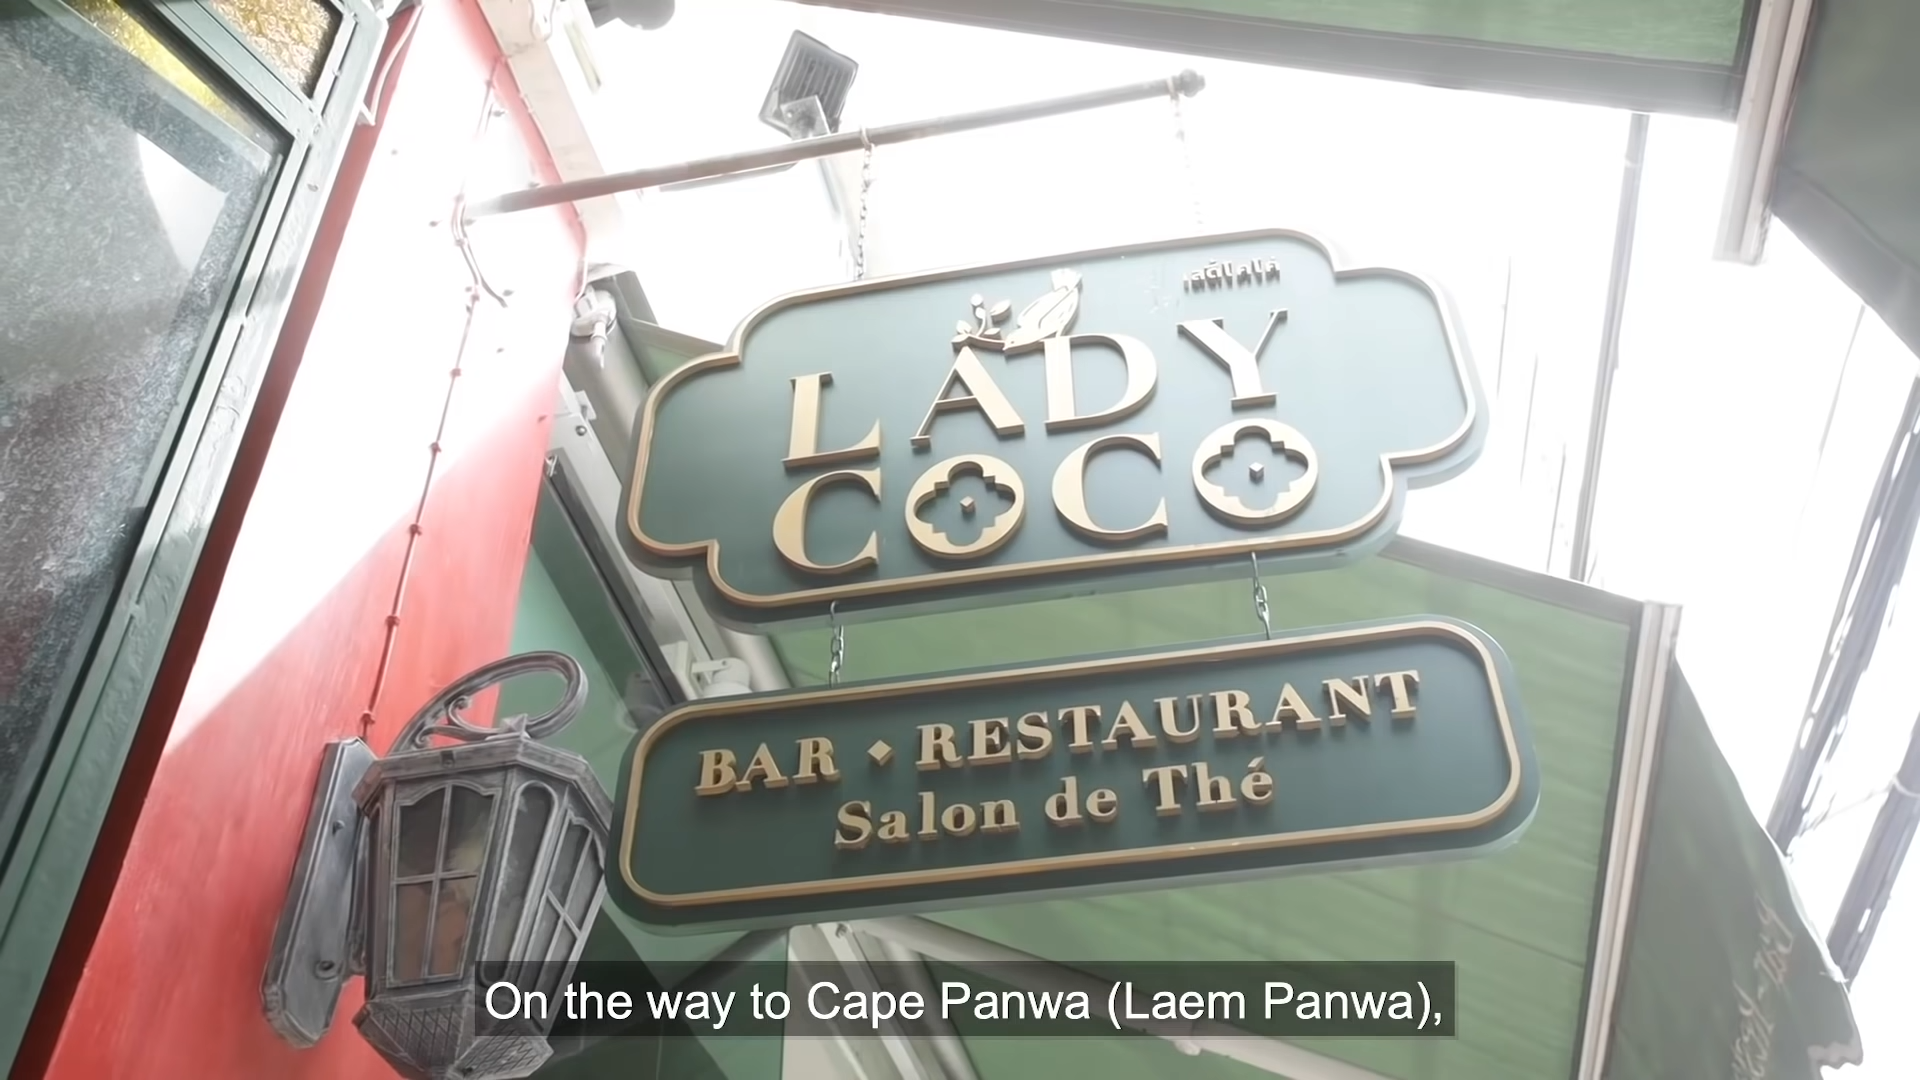 เลดี้โคโค่
LADY
COCO
BAR ◆ RESTAURANT
Salon de Thé
On the way to Cape Panwa (Laem Panwa),